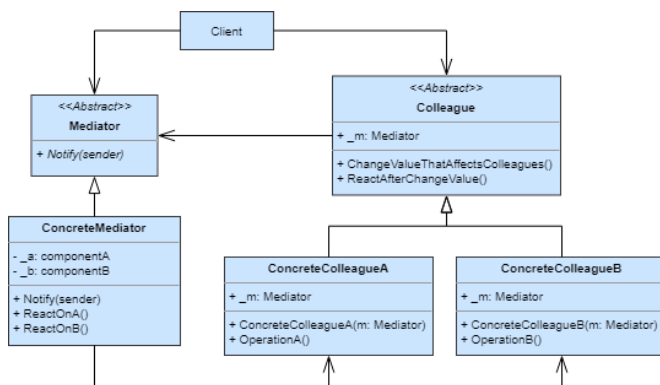 Client
<<Abstract>>
Mediator
+ Notify(sender)
<<Abstract>>
Colleague
+ _m: Mediator
+ ChangeValueThatAffectsColleagues()
+ ReactAfterChangeValue()
ConcreteMediator
- _a: componentA
- _b: componentB
+ Notify(sender)
+ ReactOnA()
+ ReactOnB()
ConcreteColleagueA
+ _m: Mediator
+ ConcreteColleagueA(m: Mediator)
+ OperationA()
ConcreteColleagueB
+ _m: Mediator
+ ConcreteColleagueB(m: Mediator)
+ OperationB()